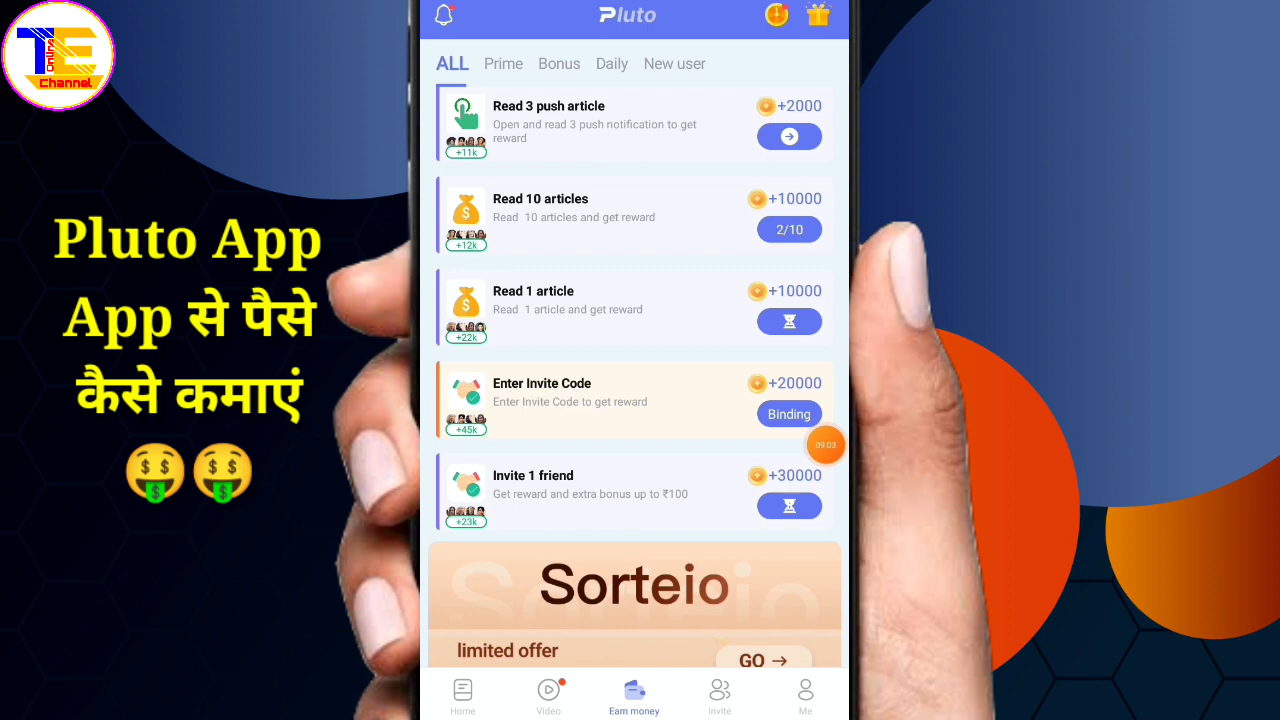 TE
Online
Channel
Pluto App
App से पैसे
कैसे कमाएं
Pluto
ALL Prime Bonus Daily New user
Read 3 push article
+2000
Open and read 3 push notification to get
reward
+11k
Read 10 articles
+10000
Read 10 articles and get reward
2/10
+12k
Read 1 article
+10000
Read 1 article and get reward
+22k
Enter Invite Code
+20000
Enter Invite Code to get reward
Binding
+45k
09:03
Invite 1 friend
+30000
Get reward and extra bonus up to ₹100
+23k
Sorteio
limited offer
GO →
Home Video Earn money Invite Me